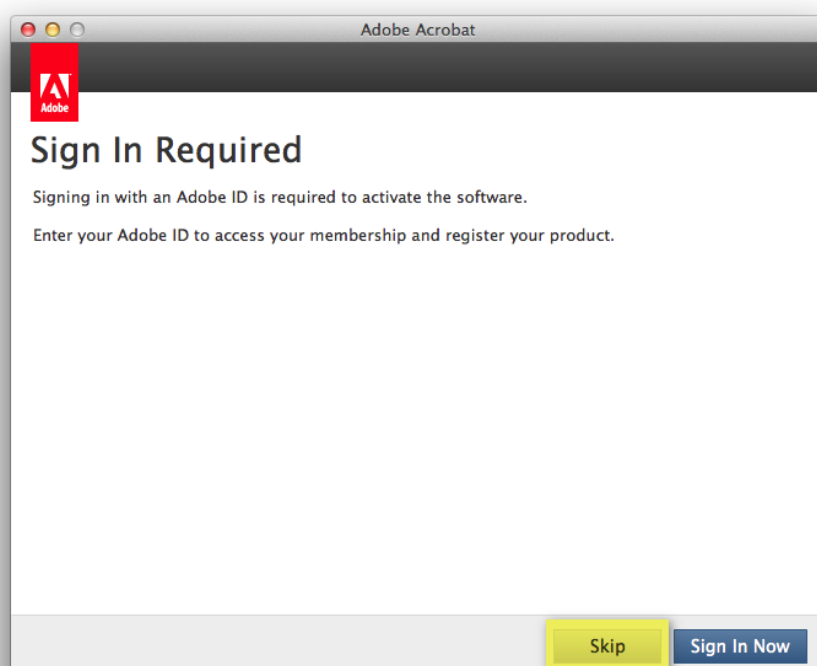 Adobe Acrobat
Adobe
Sign In Required
Signing in with an Adobe ID is required to activate the software.
Enter your Adobe ID to access your membership and register your product.
Skip
Sign In Now